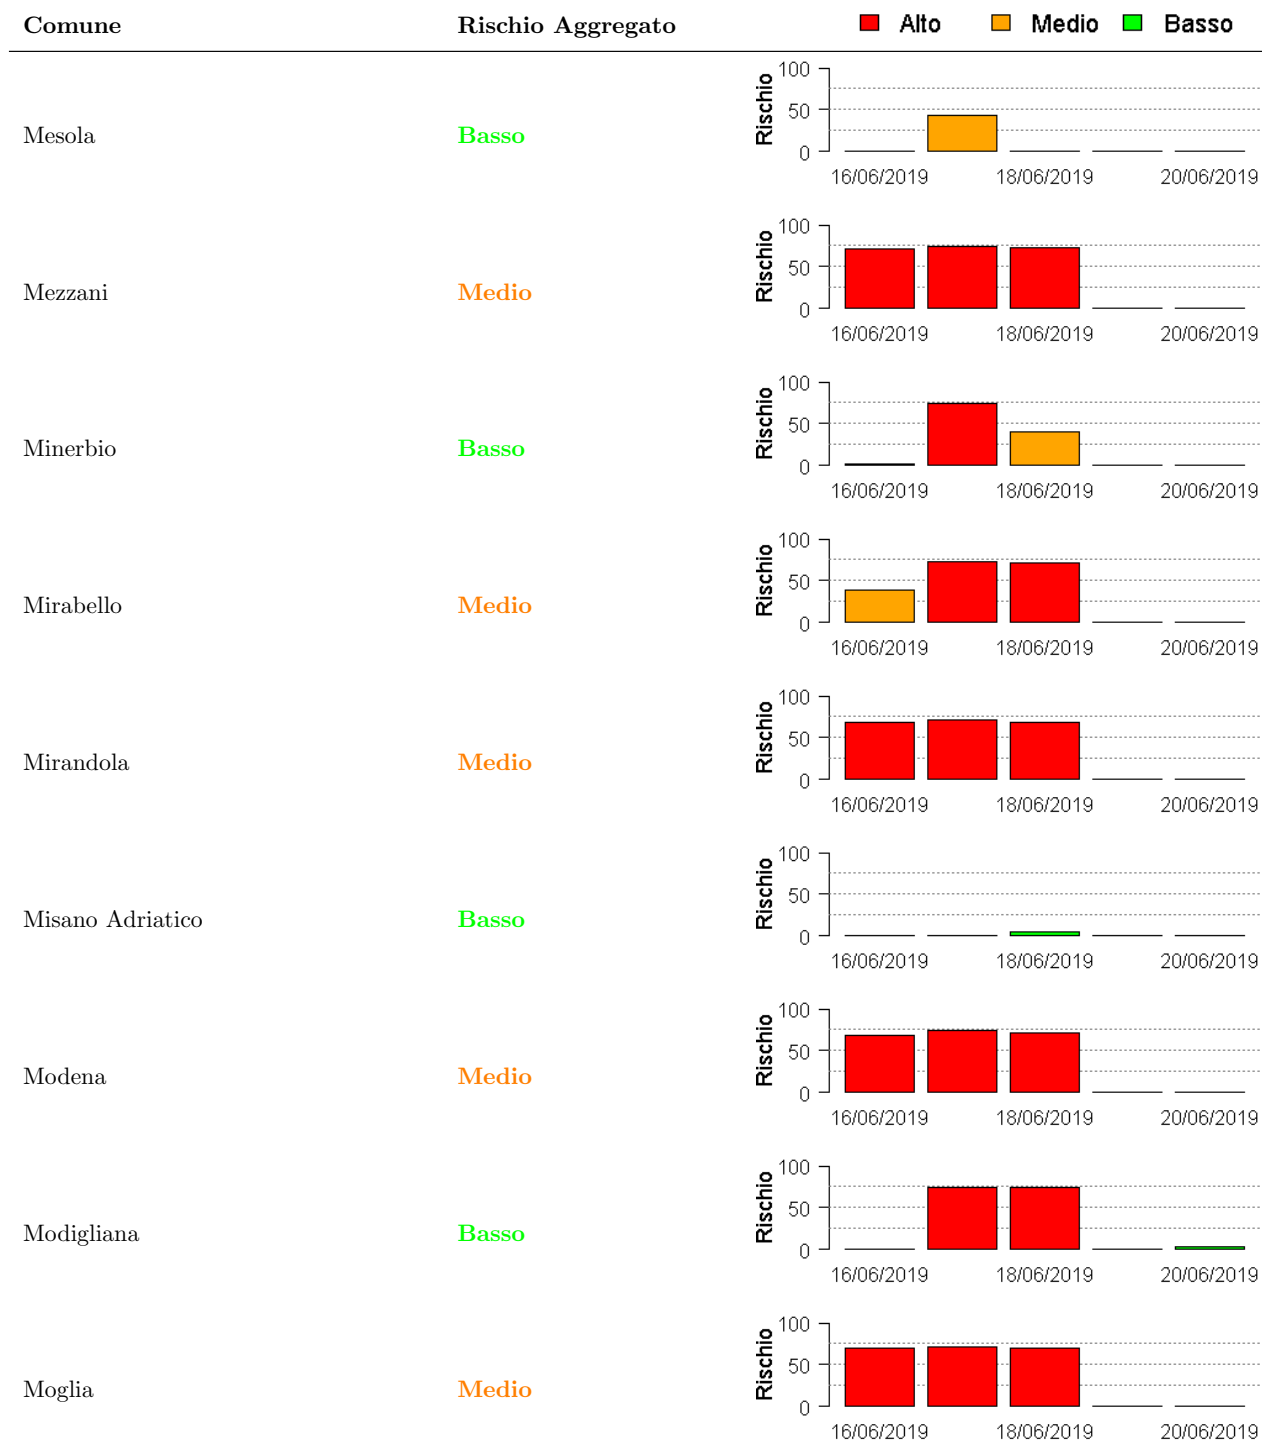 Comune Rischio Aggregato Alto Medio Basso
Mesola Basso Rischio 100 50 0
16/06/2019 18/06/2019 20/06/2019
Mezzani Medio Rischio 100 50 0
16/06/2019 18/06/2019 20/06/2019
Minerbio Basso Rischio 100 50 0
16/06/2019 18/06/2019 20/06/2019
Mirabello Medio Rischio 100 50 0
16/06/2019 18/06/2019 20/06/2019
Mirandola Medio Rischio 100 50 0
16/06/2019 18/06/2019 20/06/2019
Misano Adriatico Basso Rischio 100 50 0
16/06/2019 18/06/2019 20/06/2019
Modena Medio Rischio 100 50 0
16/06/2019 18/06/2019 20/06/2019
Modigliana Basso Rischio 100 50 0
16/06/2019 18/06/2019 20/06/2019
Moglia Medio Rischio 100 50 0
16/06/2019 18/06/2019 20/06/2019